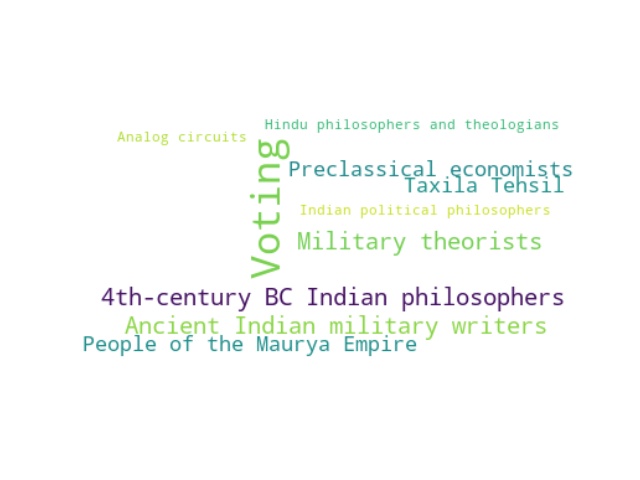 Hindu philosophers and theologians
Analog circuits
Voting
Preclassical economists
Taxila Tehsil
Indian political philosophers
Military theorists
4th-century BC Indian philosophers
Ancient Indian military writers
People of the Maurya Empire